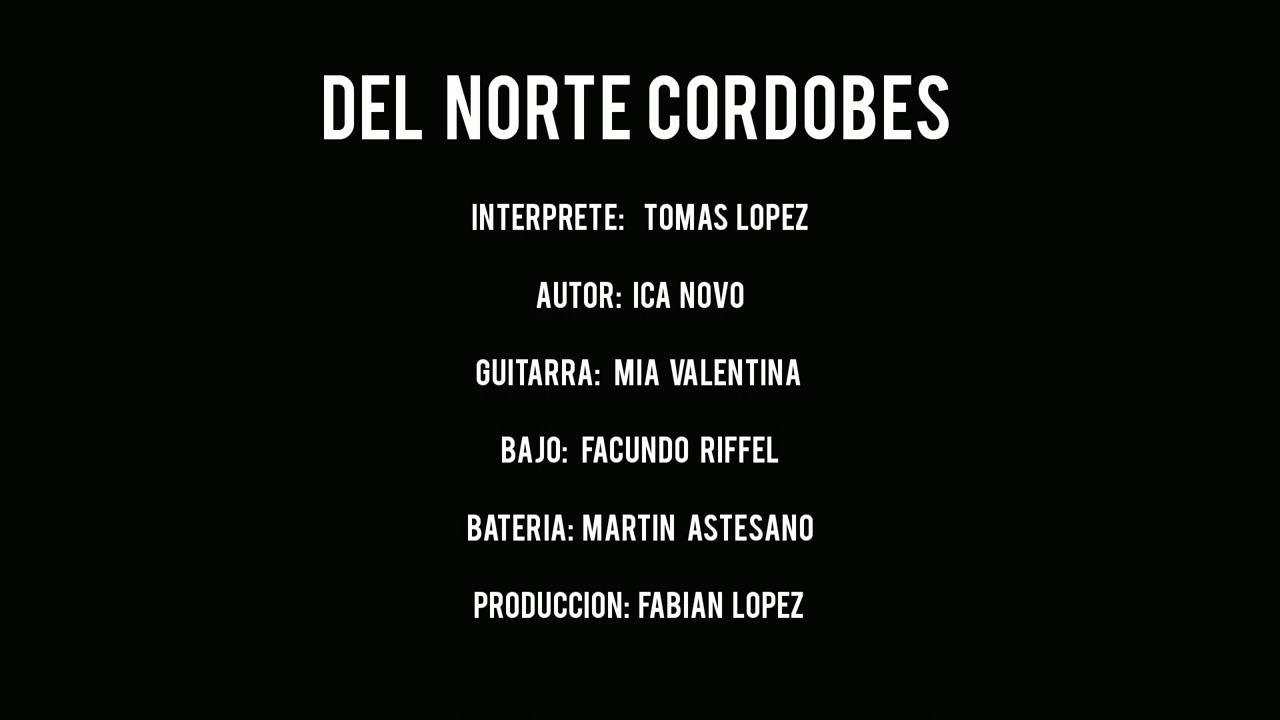 DEL NORTE CORDOBES
INTERPRETE: TOMAS LOPEZ
AUTOR: ICA NOVO
GUITARRA: MIA VALENTINA
BAJO: FACUNDO RIFFEL
BATERIA: MARTIN ASTESANO
PRODUCCION: FABIAN LOPEZ